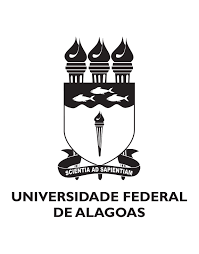 SCIENTIA AD SAPIENTIAM
UNIVERSIDADE FEDERAL
DE ALAGOAS